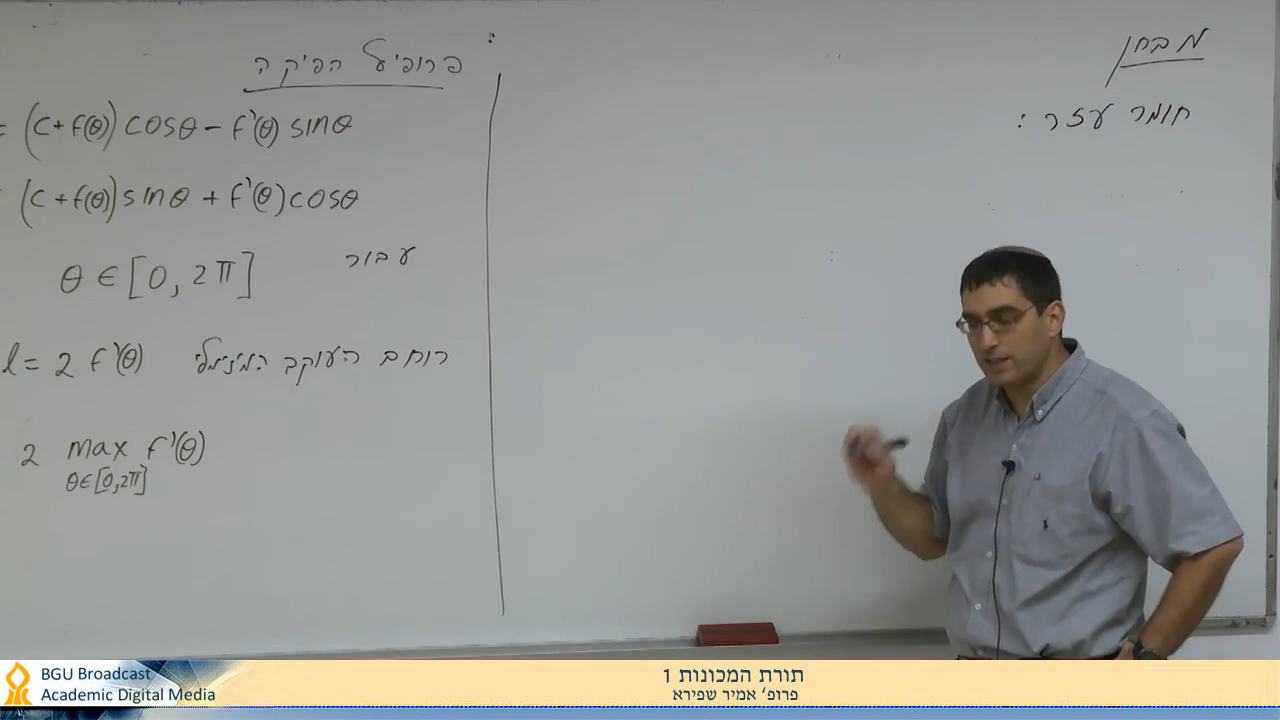 מבחן
חומר עזר :
פרופיל הפיקה :
= (c+f(θ)) cosθ - f'(θ) sinθ
(c+f(θ)) sinθ + f'(θ) cosθ
עבור θ ∈ [0, 2π]
רוחב העוקב המינימלי l = 2 f'(θ)
2 max f'(θ)
θ∈[0,2π]
BGU Broadcast
Academic Digital Media
תורת המכונות 1
פרופ' אמיר שפירא